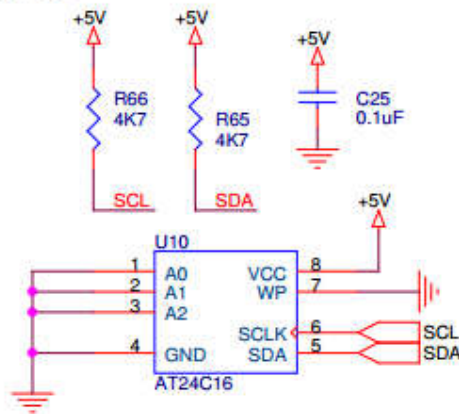 +5V
+5V
+5V
R66
4K7
R65
4K7
C25
0.1uF
SCL
SDA
+5V
U10
1 A0 VCC 8
2 A1 WP 7
3 A2
SCLK 6 SCL
4 GND SDA 5 SDA
AT24C16